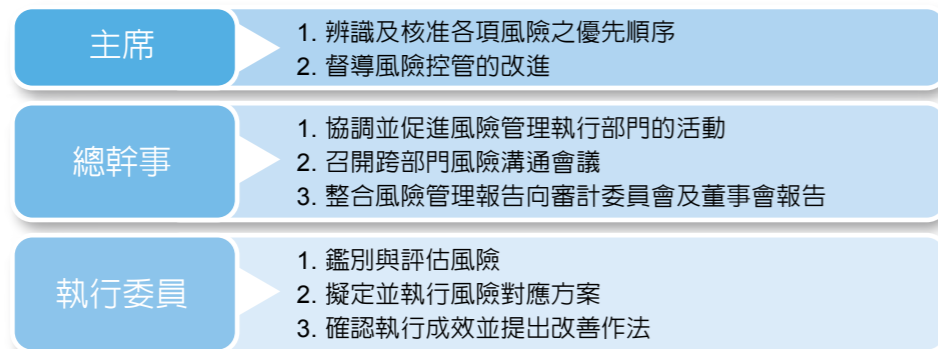 主席
1. 辨識及核准各項風險之優先順序
2. 督導風險控管的改進
總幹事
1. 協調並促進風險管理執行部門的活動
2. 召開跨部門風險溝通會議
3. 整合風險管理報告向審計委員會及董事會報告
執行委員
1. 鑑別與評估風險
2. 擬定並執行風險對應方案
3. 確認執行成效並提出改善作法